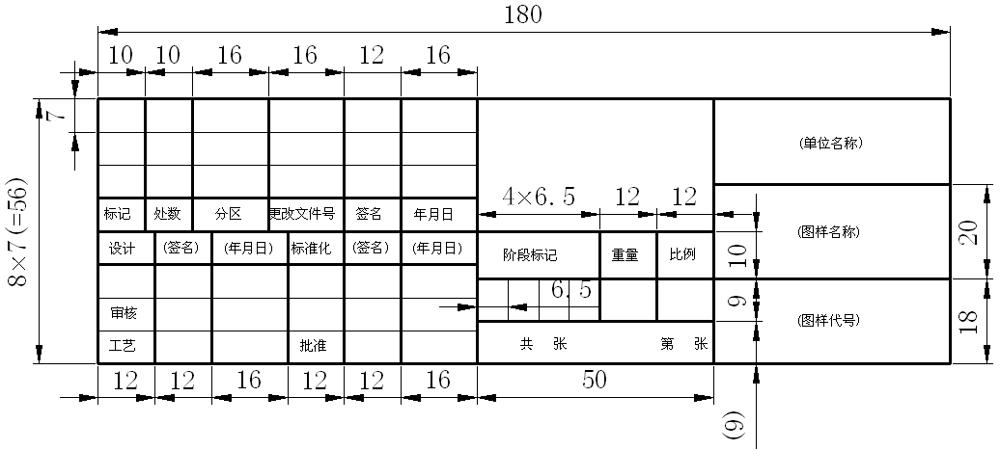 180
10 10 16 16 12 16
7
(单位名称)
8×7(=56)
4×6.5 12 12
标记 处数 分区 更改文件号 签名 年月日
(图样名称)
20
设计 (签名) (年月日) 标准化 (签名) (年月日)
阶段标记 重量 比例
10
6.5
9
审核
(图样代号)
18
工艺 批准
共 张 第 张
12 12 16 12 12 16 50
(9)